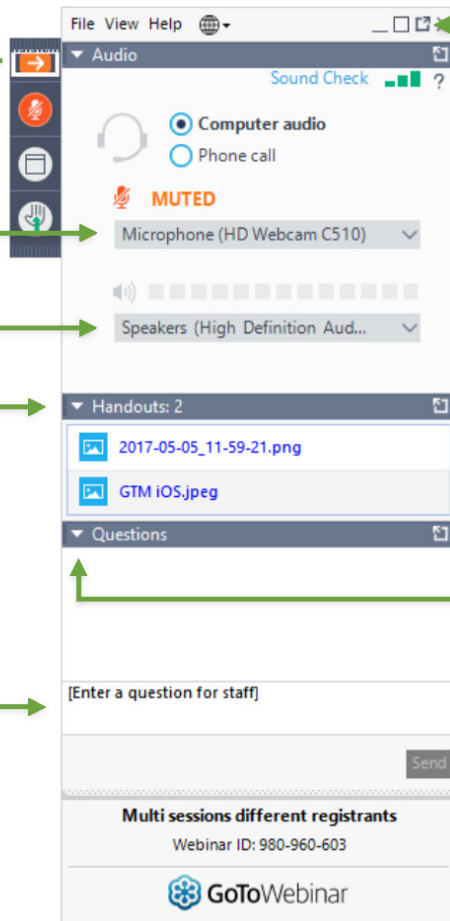 File View Help
Audio
Sound Check ?
Computer audio
Phone call
MUTED
Microphone (HD Webcam C510)
Speakers (High Definition Aud...
Handouts: 2
2017-05-05_11-59-21.png
GTM iOS.jpeg
Questions
[Enter a question for staff]
Send
Multi sessions different registrants
Webinar ID: 980-960-603
GoToWebinar